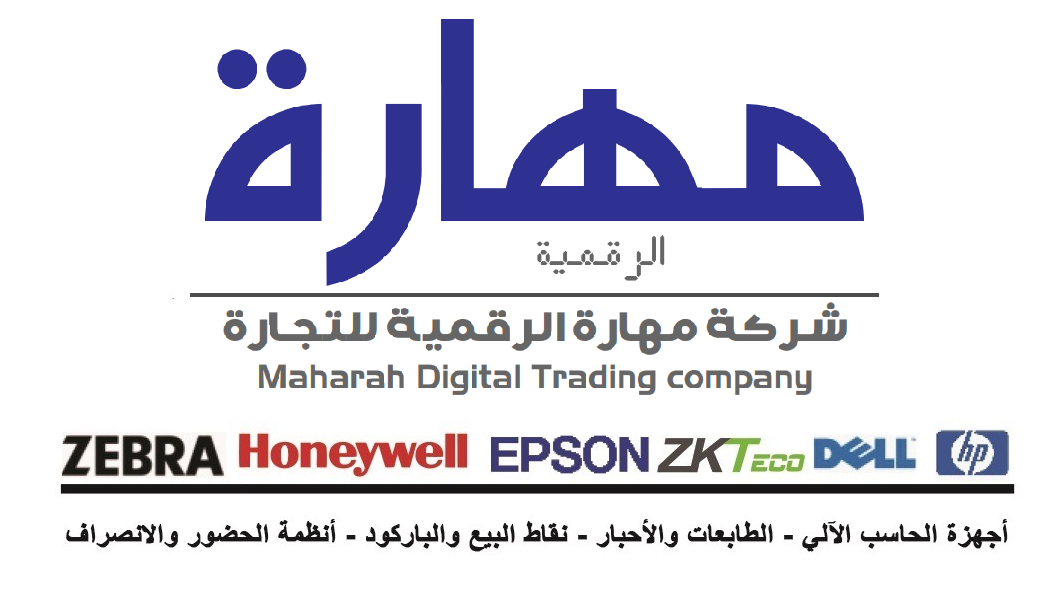 مهارة
الرقمية
شركة مهارة الرقمية للتجارة
Maharah Digital Trading company
ZEBRA Honeywell EPSON ZKTeco DELL hp
أجهزة الحاسب الآلي - الطابعات والأحبار - نقاط البيع والباركود - أنظمة الحضور والانصراف